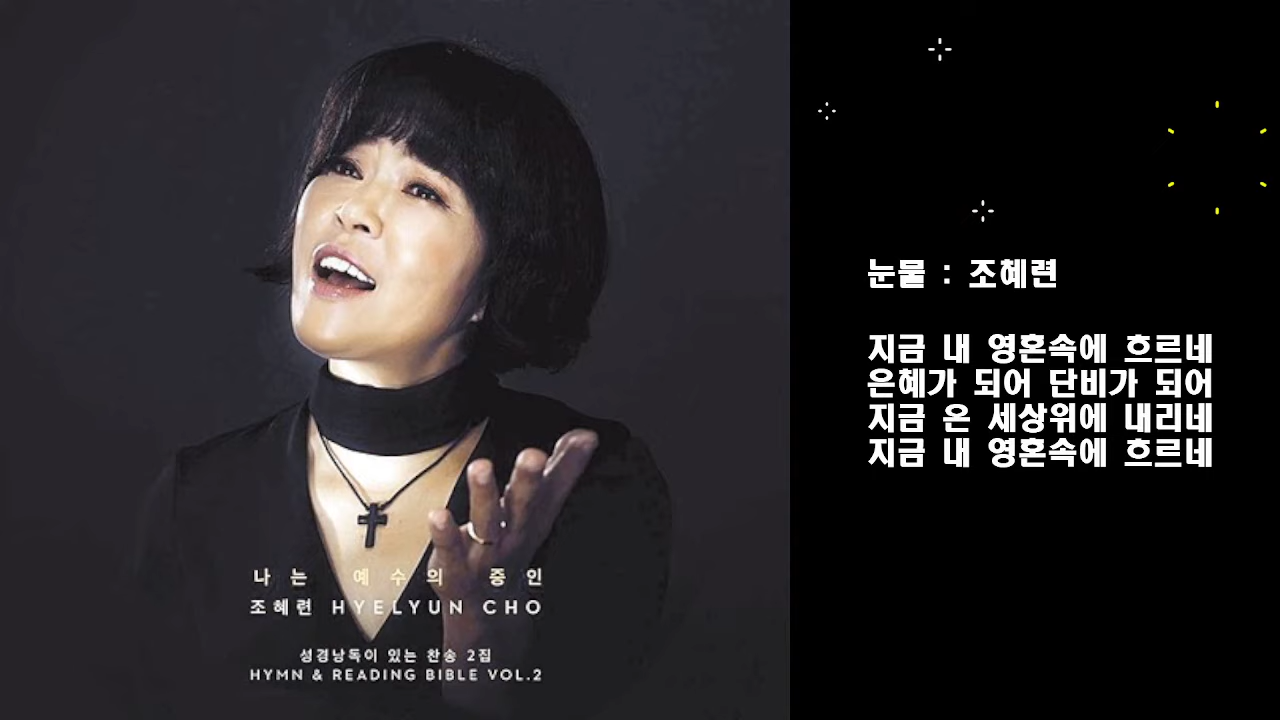 나는 예수의 증인
조혜련 HYELYUN CHO
성경낭독이 있는 찬송 2집
HYMN & READING BIBLE VOL.2
눈물 : 조혜련
지금 내 영혼속에 흐르네
은혜가 되어 단비가 되어
지금 온 세상위에 내리네
지금 내 영혼속에 흐르네